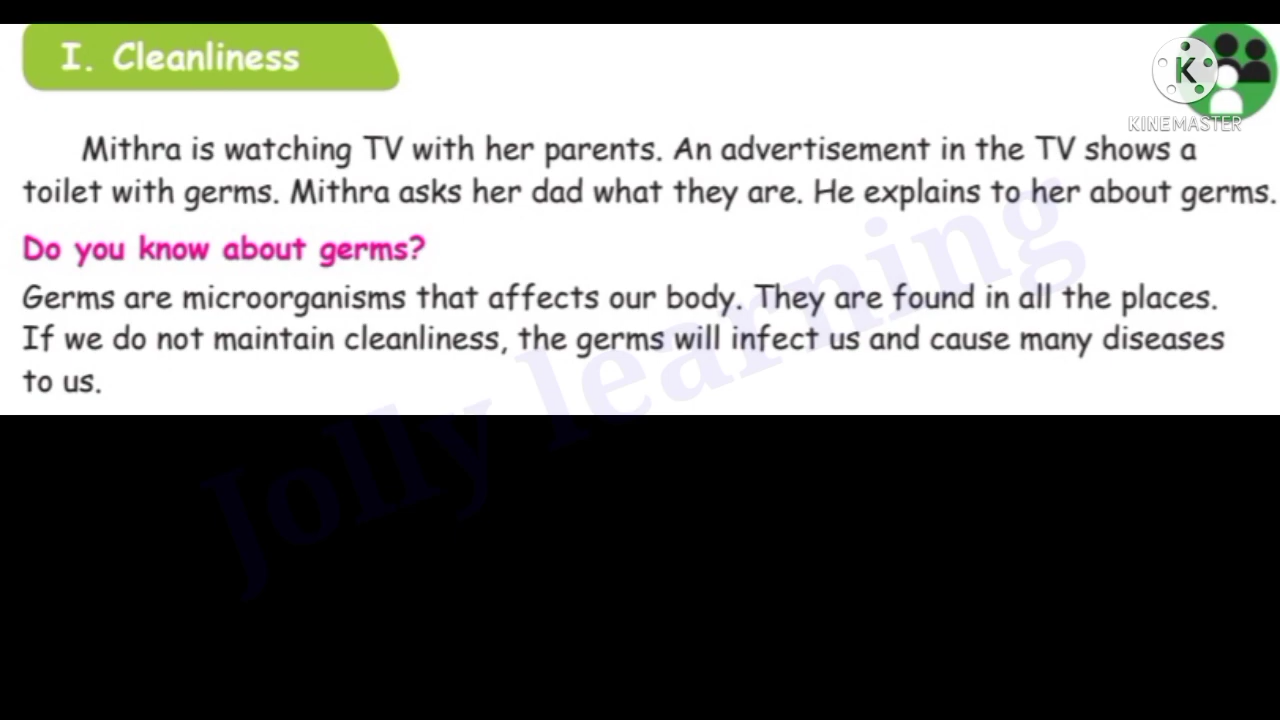 I. Cleanliness
KINEMASTER
Mithra is watching TV with her parents. An advertisement in the TV shows a
toilet with germs. Mithra asks her dad what they are. He explains to her about germs.
Do you know about germs?
Germs are microorganisms that affects our body. They are found in all the places.
If we do not maintain cleanliness, the germs will infect us and cause many diseases
to us.
Jolly learning